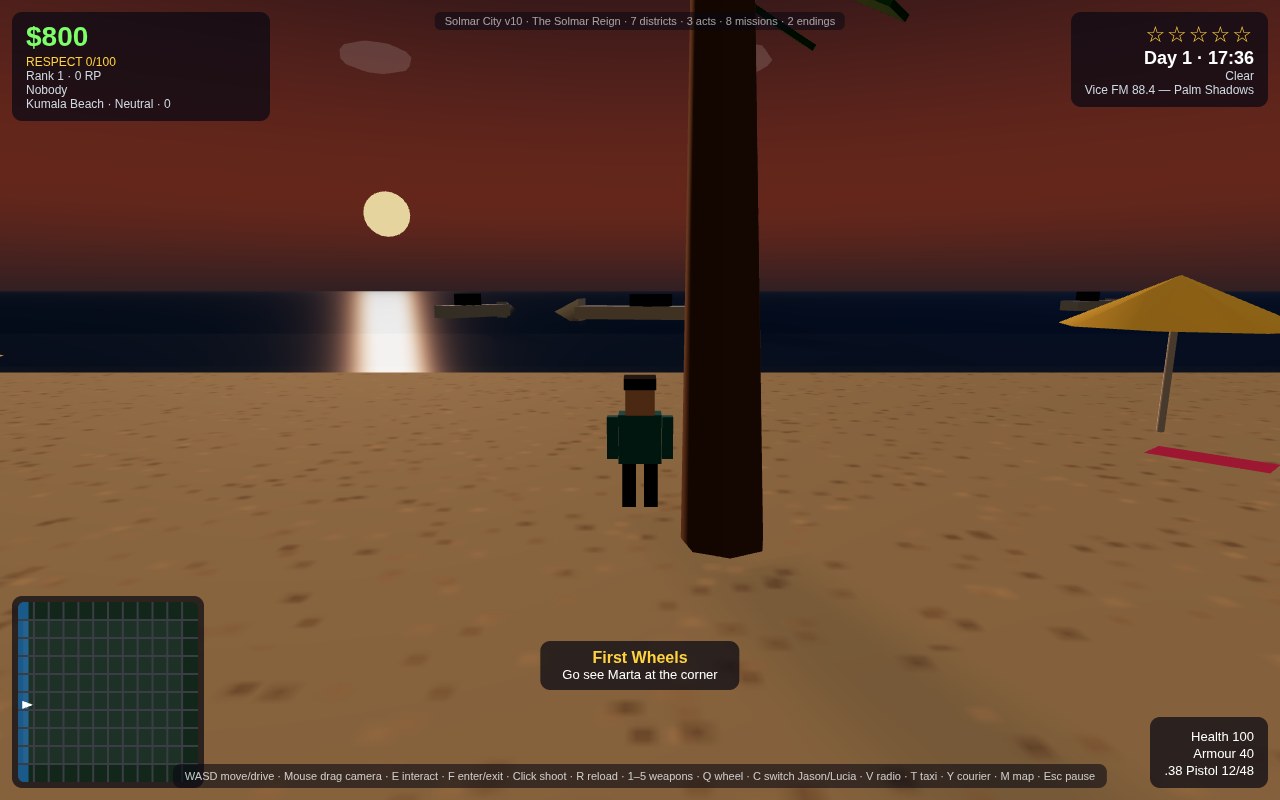 $800
RESPECT 0/100
Rank 1 · 0 RP
Nobody
Kumala Beach · Neutral · 0
Solmar City v10 · The Solmar Reign · 7 districts · 3 acts · 8 missions · 2 endings
☆☆☆☆☆
Day 1 · 17:36
Clear
Vice FM 88.4 — Palm Shadows
First Wheels
Go see Marta at the corner
Health 100
Armour 40
.38 Pistol 12/48
WASD move/drive · Mouse drag camera · E interact · F enter/exit · Click shoot · R reload · 1–5 weapons · Q wheel · C switch Jason/Lucia · V radio · T taxi · Y courier · M map · Esc pause